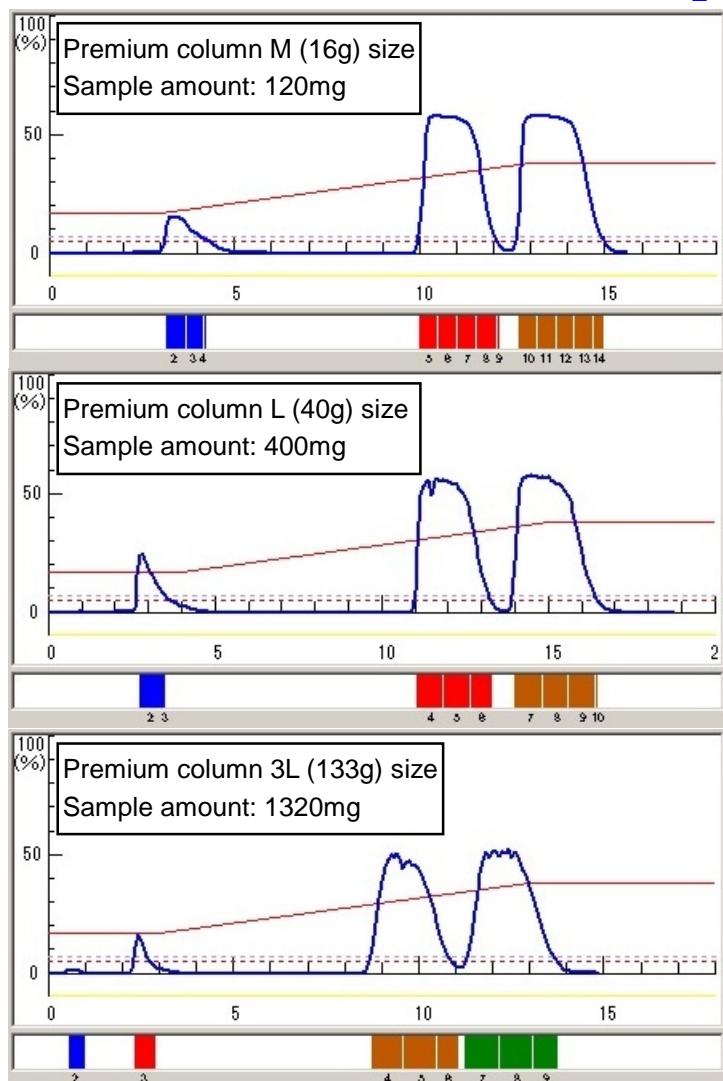 100
(%)
Premium column M (16g) size
Sample amount: 120mg
50
0
0 5 10 15
2 3 4 5 6 7 8 9 10 11 12 13 14
100
(%)
Premium column L (40g) size
Sample amount: 400mg
50
0
0 5 10 15 2
2 3 4 5 6 7 8 9 10
100
(%)
Premium column 3L (133g) size
Sample amount: 1320mg
50
0
0 5 10 15
2 3 4 5 6 7 8 9